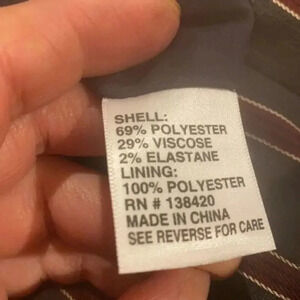 SHELL:
69% POLYESTER
29% VISCOSE
2% ELASTANE
LINING:
100% POLYESTER
RN # 138420
MADE IN CHINA
SEE REVERSE FOR CARE